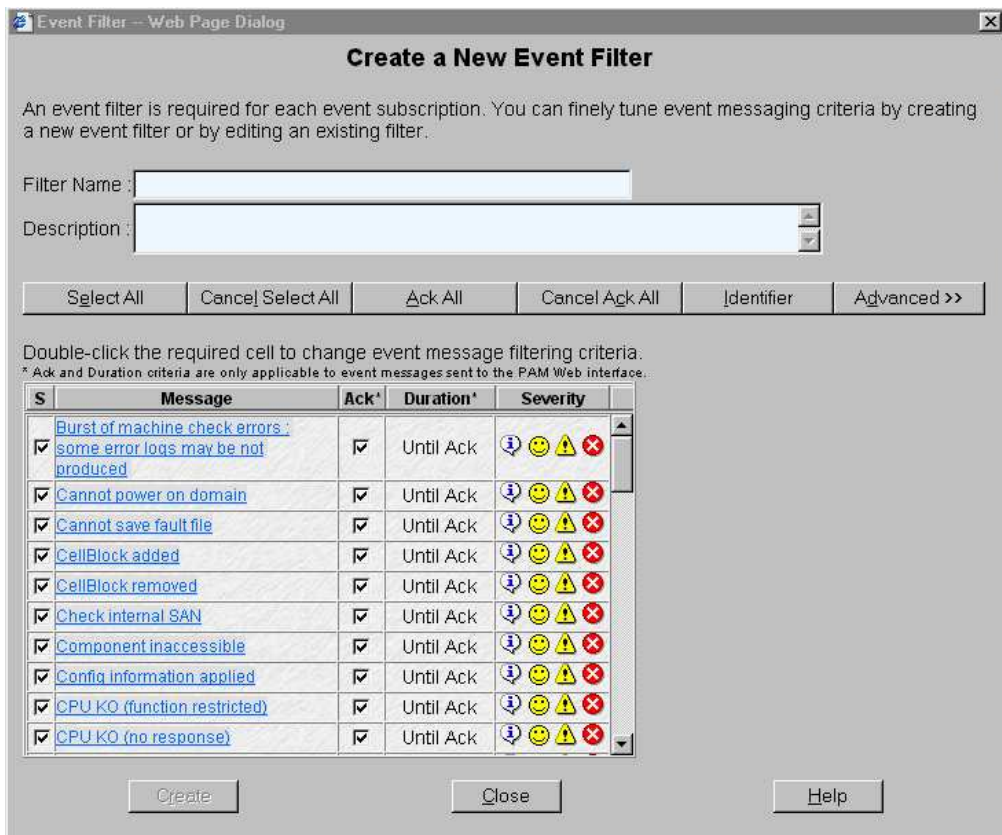 Event Filter -- Web Page Dialog
Create a New Event Filter
An event filter is required for each event subscription. You can finely tune event messaging criteria by creating
a new event filter or by editing an existing filter.
Filter Name :
Description :
Select All Cancel Select All Ack All Cancel Ack All Identifier Advanced >>
Double-click the required cell to change event message filtering criteria.
* Ack and Duration criteria are only applicable to event messages sent to the PAM Web interface.
S Message Ack* Duration* Severity
Burst of machine check errors :
some error logs may be not
produced
Until Ack
Cannot power on domain Until Ack
Cannot save fault file Until Ack
CellBlock added Until Ack
CellBlock removed Until Ack
Check internal SAN Until Ack
Component inaccessible Until Ack
Config information applied Until Ack
CPU KO (function restricted) Until Ack
CPU KO (no response) Until Ack
Create Close Help